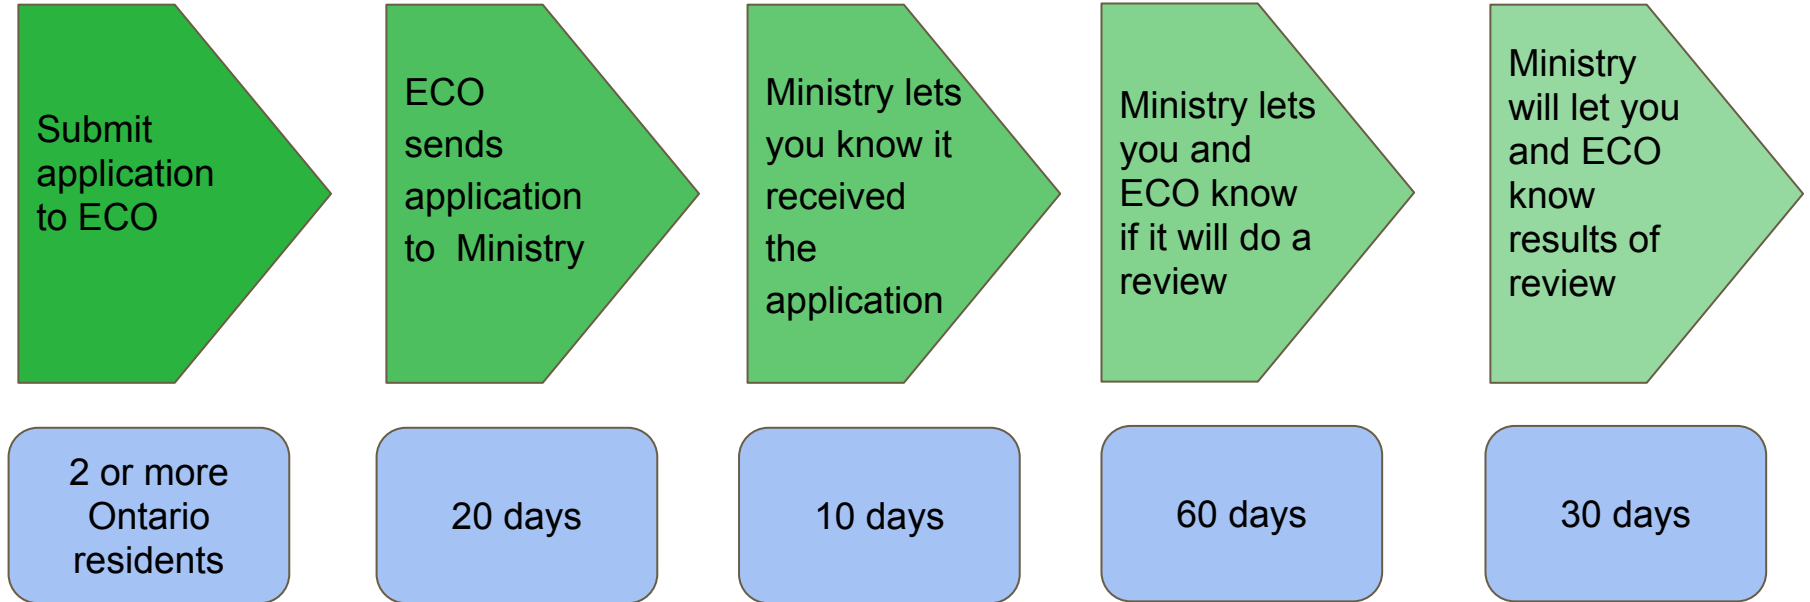 Submit
application
to ECO
ECO
sends
application
to Ministry
Ministry lets
you know it
received
the
application
Ministry lets
you and
ECO know
if it will do a
review
Ministry
will let you
and ECO
know
results of
review
2 or more
Ontario
residents
20 days
10 days
60 days
30 days